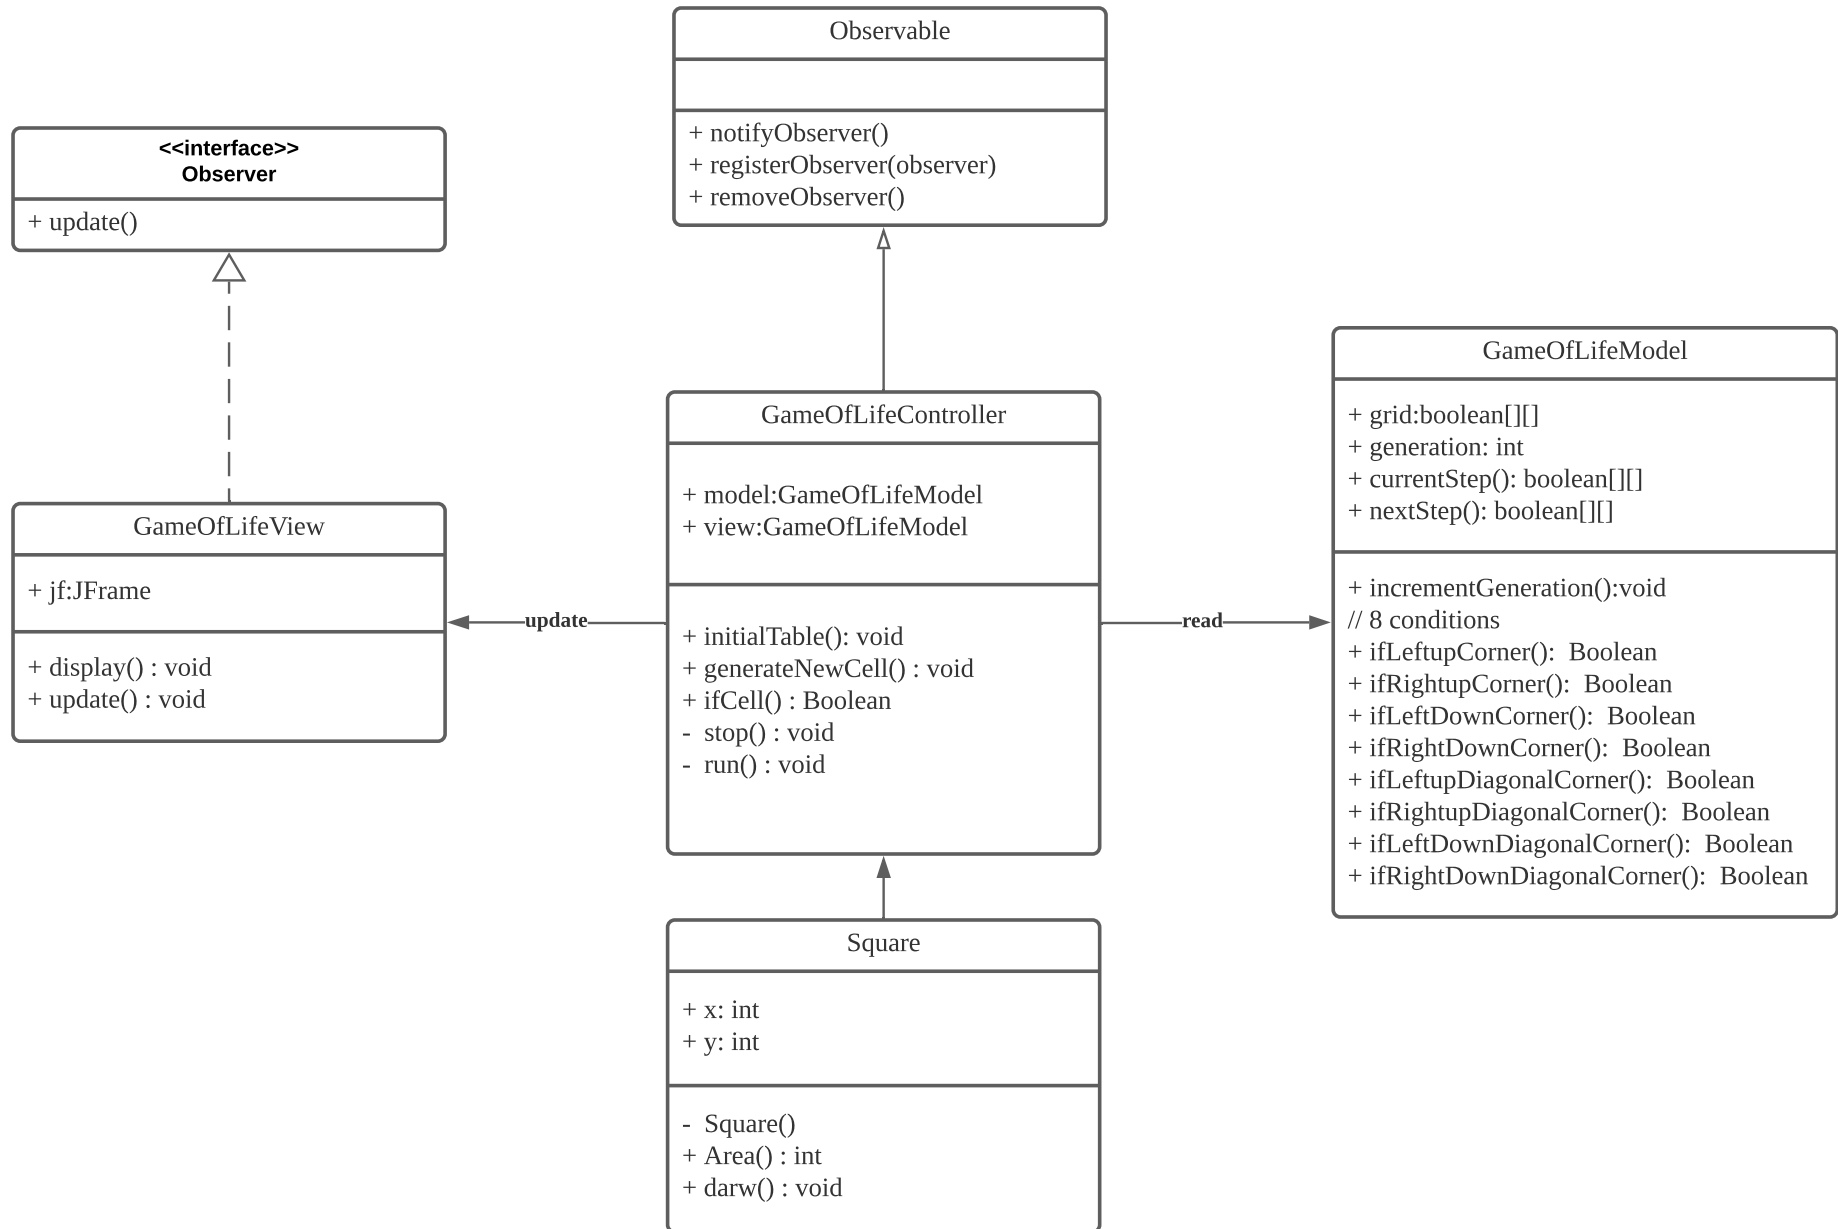 Observable
+ notifyObserver()
+ registerObserver(observer)
+ removeObserver()
<<interface>>
Observer
+ update()
GameOfLifeView
+ jf:JFrame
+ display() : void
+ update() : void
update
GameOfLifeController
+ model:GameOfLifeModel
+ view:GameOfLifeModel
+ initialTable(): void
+ generateNewCell() : void
+ ifCell() : Boolean
- stop() : void
- run() : void
read
GameOfLifeModel
+ grid:boolean[][]
+ generation: int
+ currentStep(): boolean[][]
+ nextStep(): boolean[][]
+ incrementGeneration():void
// 8 conditions
+ ifLeftupCorner(): Boolean
+ ifRightupCorner(): Boolean
+ ifLeftDownCorner(): Boolean
+ ifRightDownCorner(): Boolean
+ ifLeftupDiagonalCorner(): Boolean
+ ifRightupDiagonalCorner(): Boolean
+ ifLeftDownDiagonalCorner(): Boolean
+ ifRightDownDiagonalCorner(): Boolean
Square
+ x: int
+ y: int
- Square()
+ Area() : int
+ darw() : void